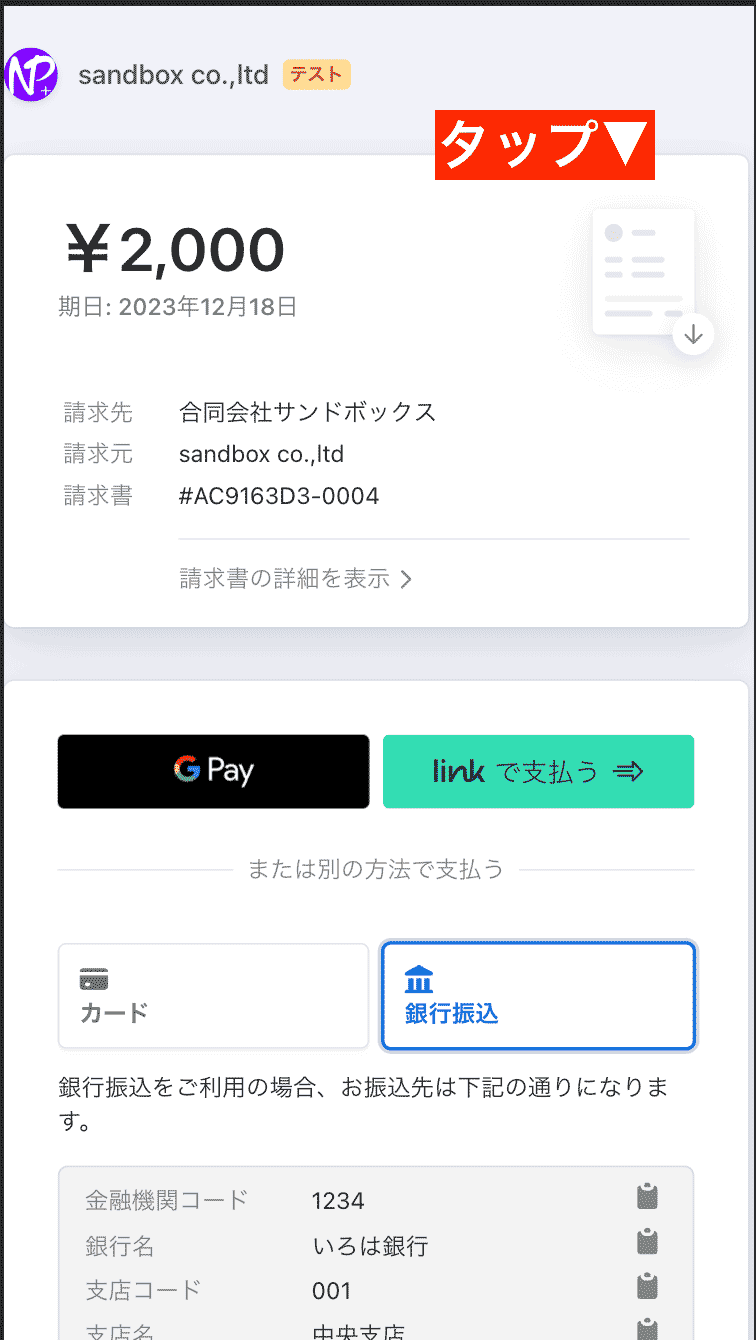 NP+
sandbox co.,ltd テスト
タップ▼
¥2,000
期日: 2023年12月18日
請求先 合同会社サンドボックス
請求元 sandbox co.,ltd
請求書 #AC9163D3-0004
請求書の詳細を表示 >
G Pay
link で支払う
または別の方法で支払う
カード
銀行振込
銀行振込をご利用の場合、お振込先は下記の通りになりま
す。
金融機関コード 1234
銀行名 いろは銀行
支店コード 001
支店名 中央支店